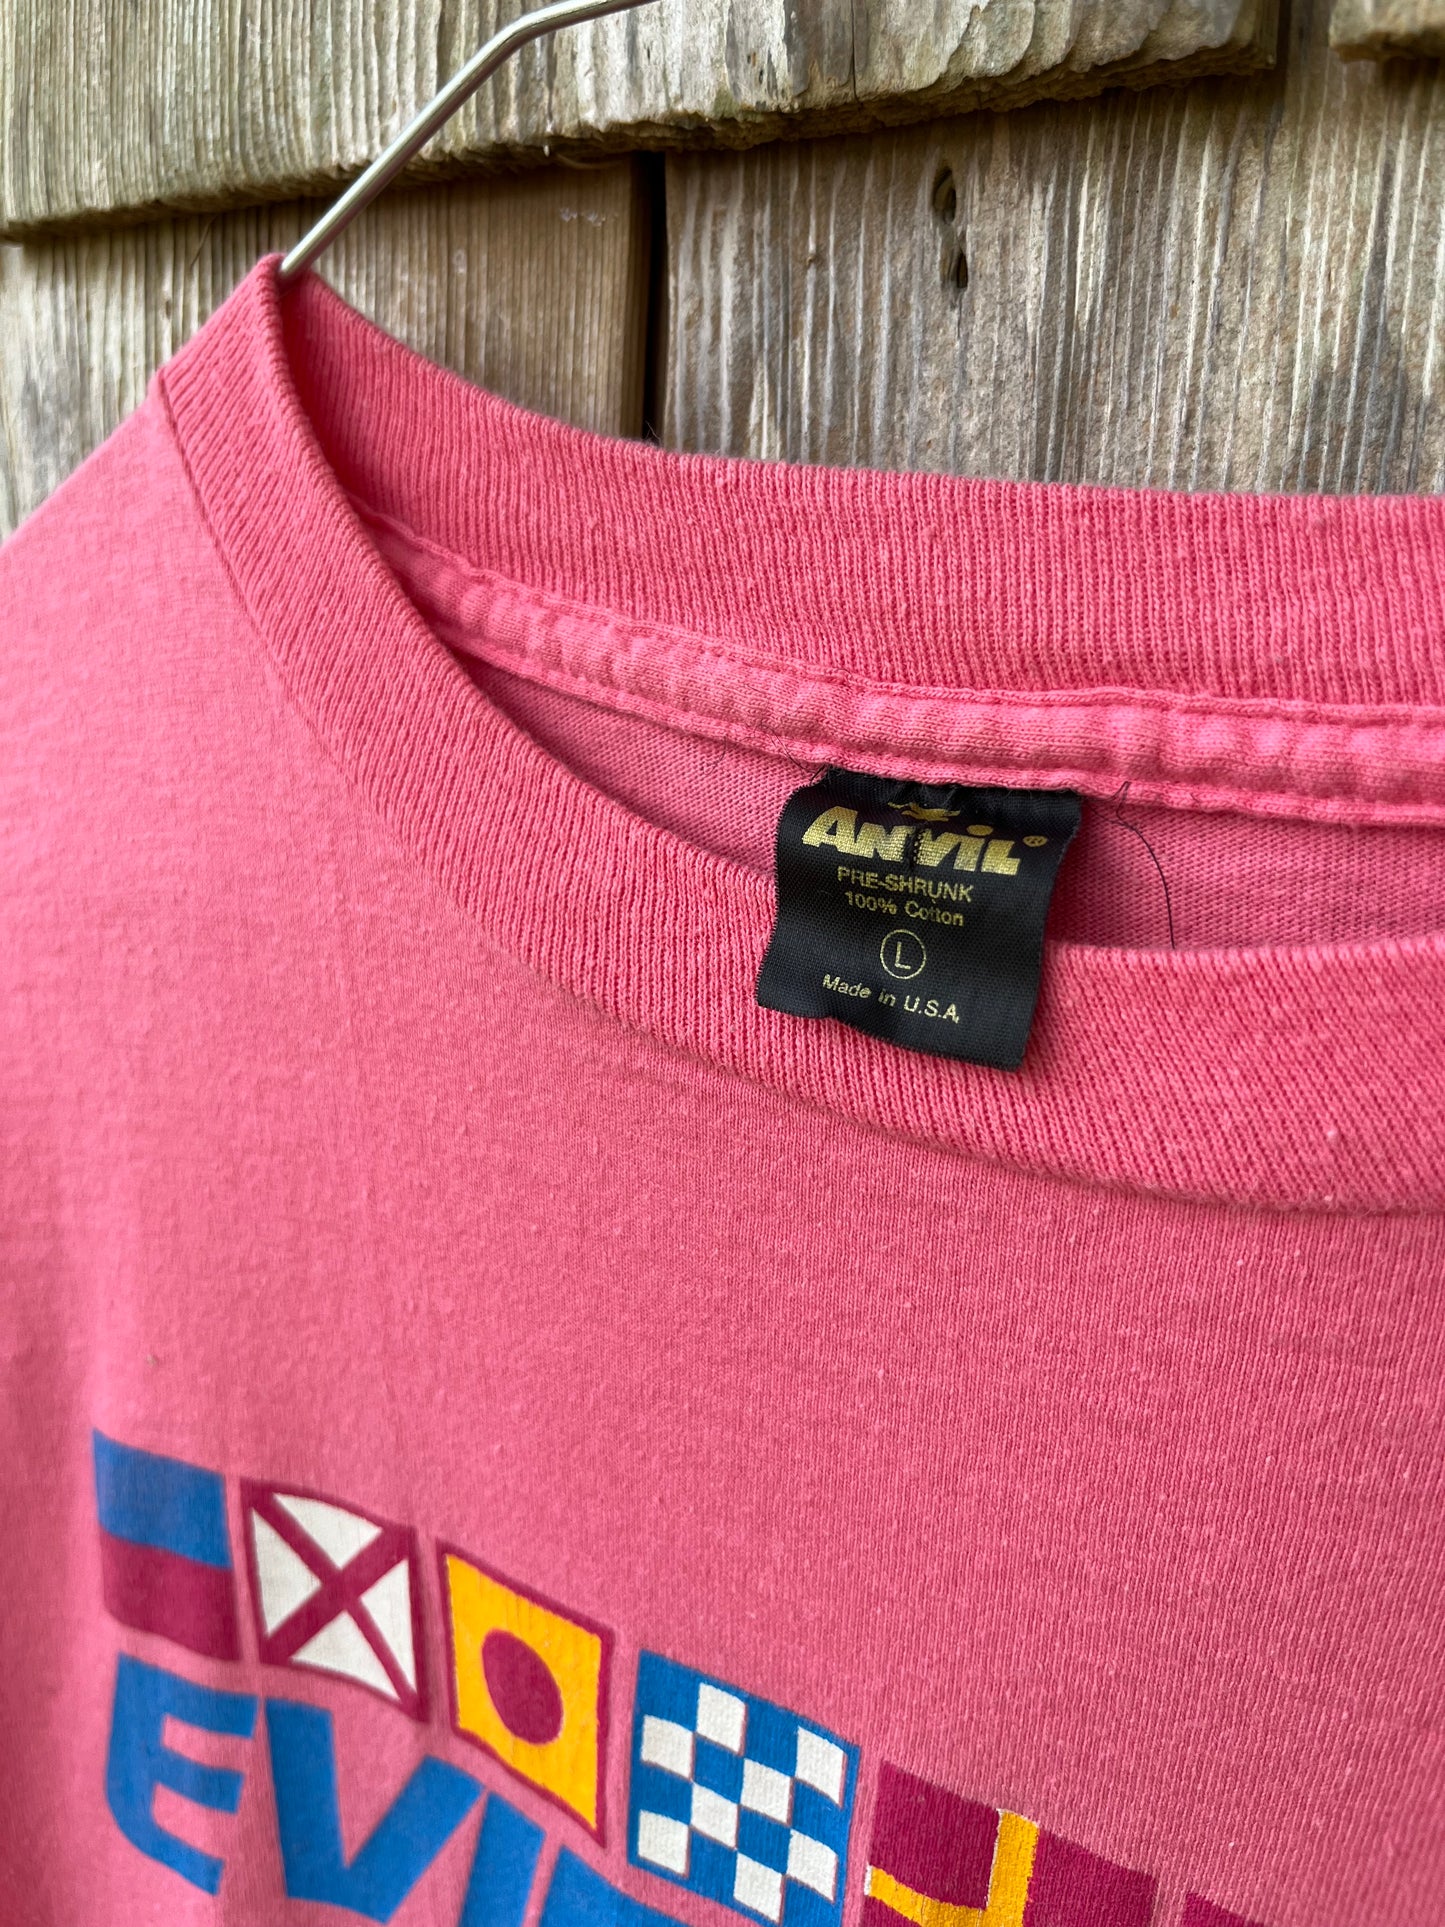 ANVIL®
PRE-SHRUNK
100% Cotton
L
Made in U.S.A.